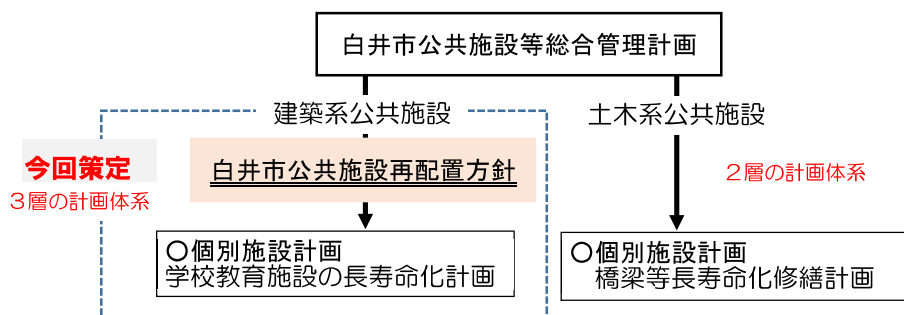 白井市公共施設等総合管理計画
建築系公共施設
土木系公共施設
今回策定
3層の計画体系
白井市公共施設再配置方針
2層の計画体系
〇個別施設計画
学校教育施設の長寿命化計画
〇個別施設計画
橋梁等長寿命化修繕計画